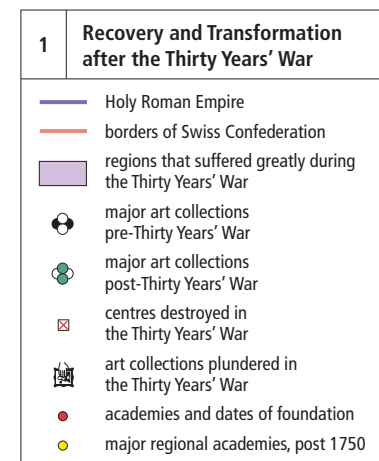 1
Recovery and Transformation
after the Thirty Years’ War
Holy Roman Empire
borders of Swiss Confederation
regions that suffered greatly during
the Thirty Years’ War
major art collections
pre-Thirty Years’ War
major art collections
post-Thirty Years’ War
centres destroyed in
the Thirty Years’ War
art collections plundered in
the Thirty Years’ War
academies and dates of foundation
major regional academies, post 1750